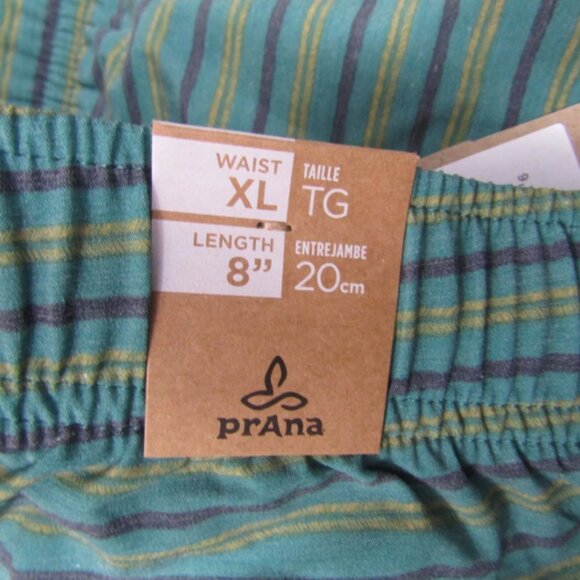 WAIST
XL
TAILLE
TG
LENGTH
8”
ENTREJAMBE
20cm
prAna